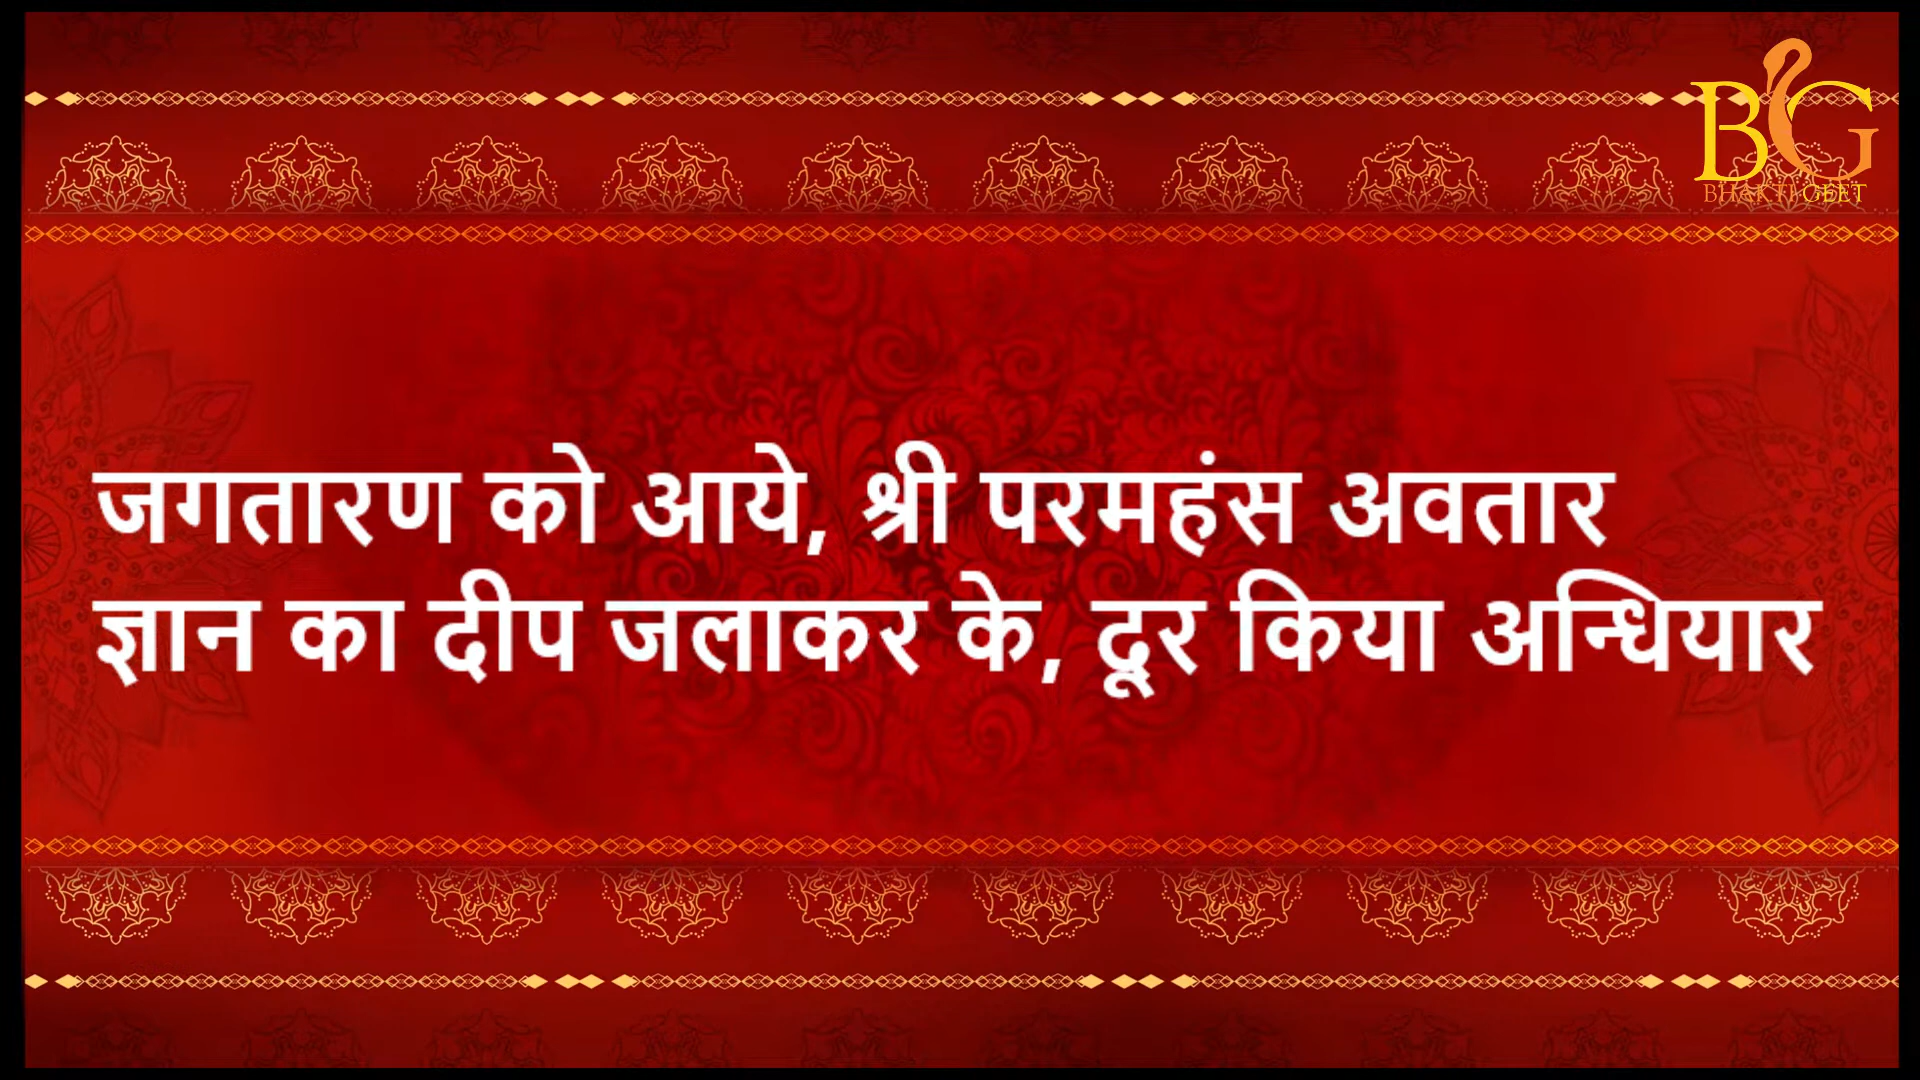 BG
BHAKTI GEET
जगतारण को आये, श्री परमहंस अवतार
ज्ञान का दीप जलाकर के, दूर किया अन्धियार